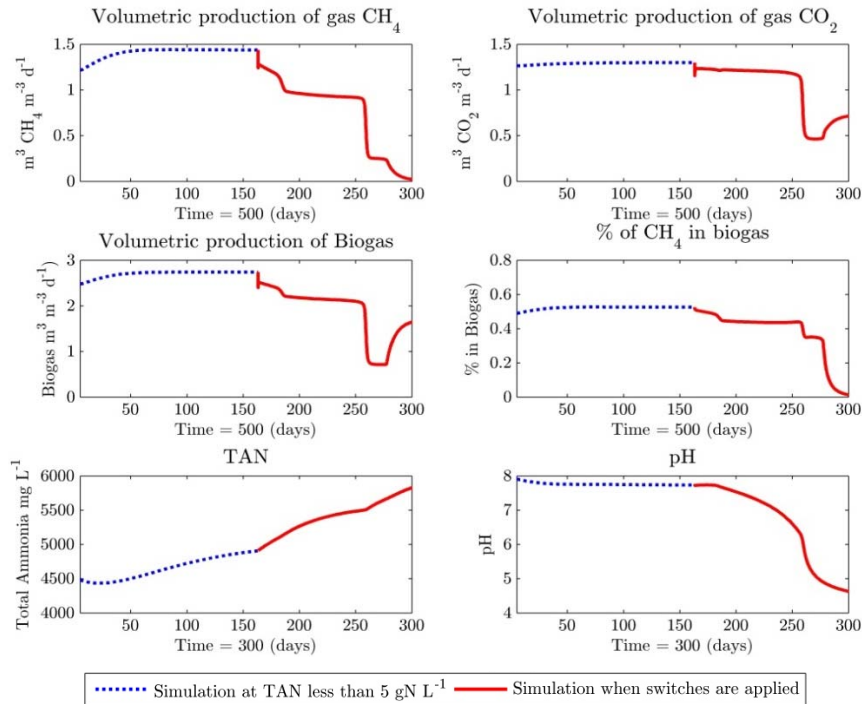 Volumetric production of gas CH₄
m³ CH₄ m⁻³ d⁻¹
1.5
1
0.5
0
50 100 150 200 250 300
Time = 500 (days)
Volumetric production of gas CO₂
m³ CO₂ m⁻³ d⁻¹
1.5
1
0.5
0
50 100 150 200 250 300
Time = 500 (days)
Volumetric production of Biogas
Biogas m³ m⁻³ d⁻¹)
3
2
1
0
50 100 150 200 250 300
Time = 500 (days)
% of CH₄ in biogas
% in Biogas)
0.8
0.6
0.4
0.2
0
50 100 150 200 250 300
Time = 500 (days)
TAN
Total Ammonia mg L⁻¹
6000
5500
5000
4500
4000
50 100 150 200 250 300
Time = 300 (days)
pH
pH
8
7
6
5
4
50 100 150 200 250 300
Time = 300 (days)
Simulation at TAN less than 5 gN L⁻¹
Simulation when switches are applied